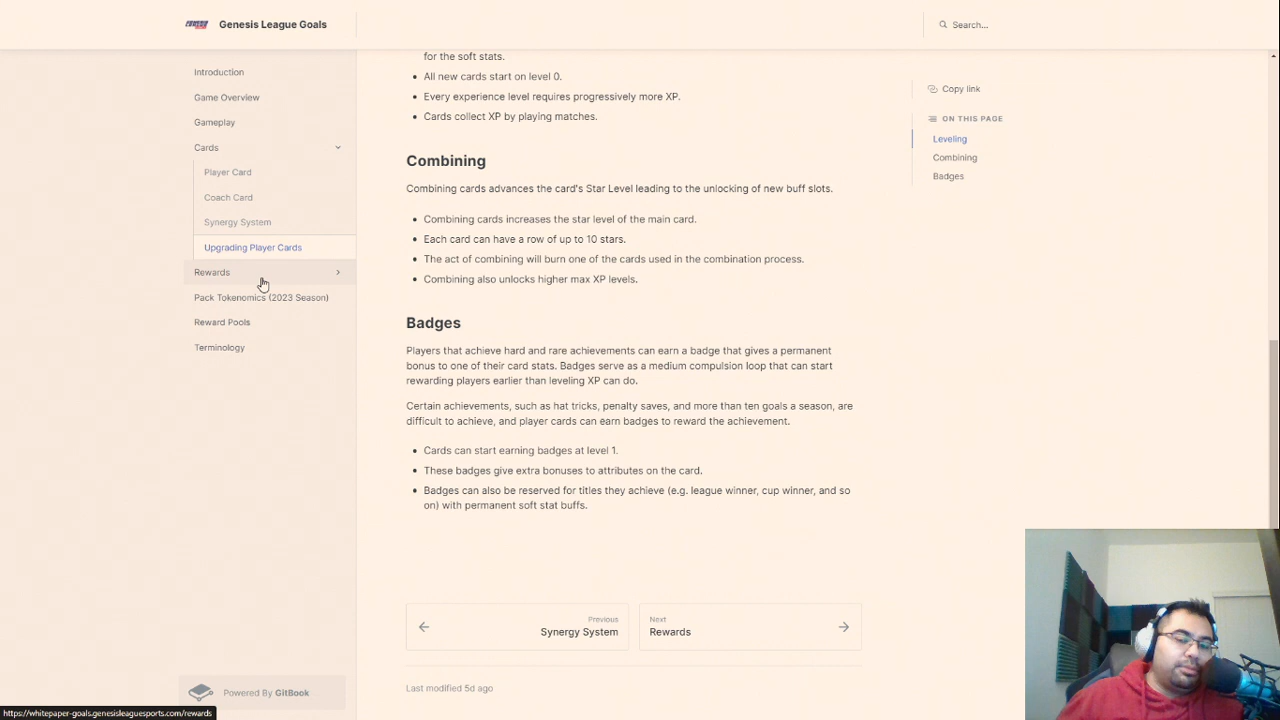 Genesis League Goals
Search...
Introduction
Game Overview
Gameplay
Cards
Player Card
Coach Card
Synergy System
Upgrading Player Cards
Rewards
Pack Tokenomics (2023 Season)
Reward Pools
Terminology
Powered By GitBook
https://whitepaper-goals.genesisleaguesports.com/rewards
for the soft stats.
All new cards start on level 0.
Every experience level requires progressively more XP.
Cards collect XP by playing matches.
Combining
Combining cards advances the card's Star Level leading to the unlocking of new buff slots.
Combining cards increases the star level of the main card.
Each card can have a row of up to 10 stars.
The act of combining will burn one of the cards used in the combination process.
Combining also unlocks higher max XP levels.
Badges
Players that achieve hard and rare achievements can earn a badge that gives a permanent
bonus to one of their card stats. Badges serve as a medium compulsion loop that can start
rewarding players earlier than leveling XP can do.
Certain achievements, such as hat tricks, penalty saves, and more than ten goals a season, are
difficult to achieve, and player cards can earn badges to reward the achievement.
Cards can start earning badges at level 1.
These badges give extra bonuses to attributes on the card.
Badges can also be reserved for titles they achieve (e.g. league winner, cup winner, and so
on) with permanent soft stat buffs.
Previous
Synergy System
Next
Rewards
Last modified 5d ago
Copy link
ON THIS PAGE
Leveling
Combining
Badges